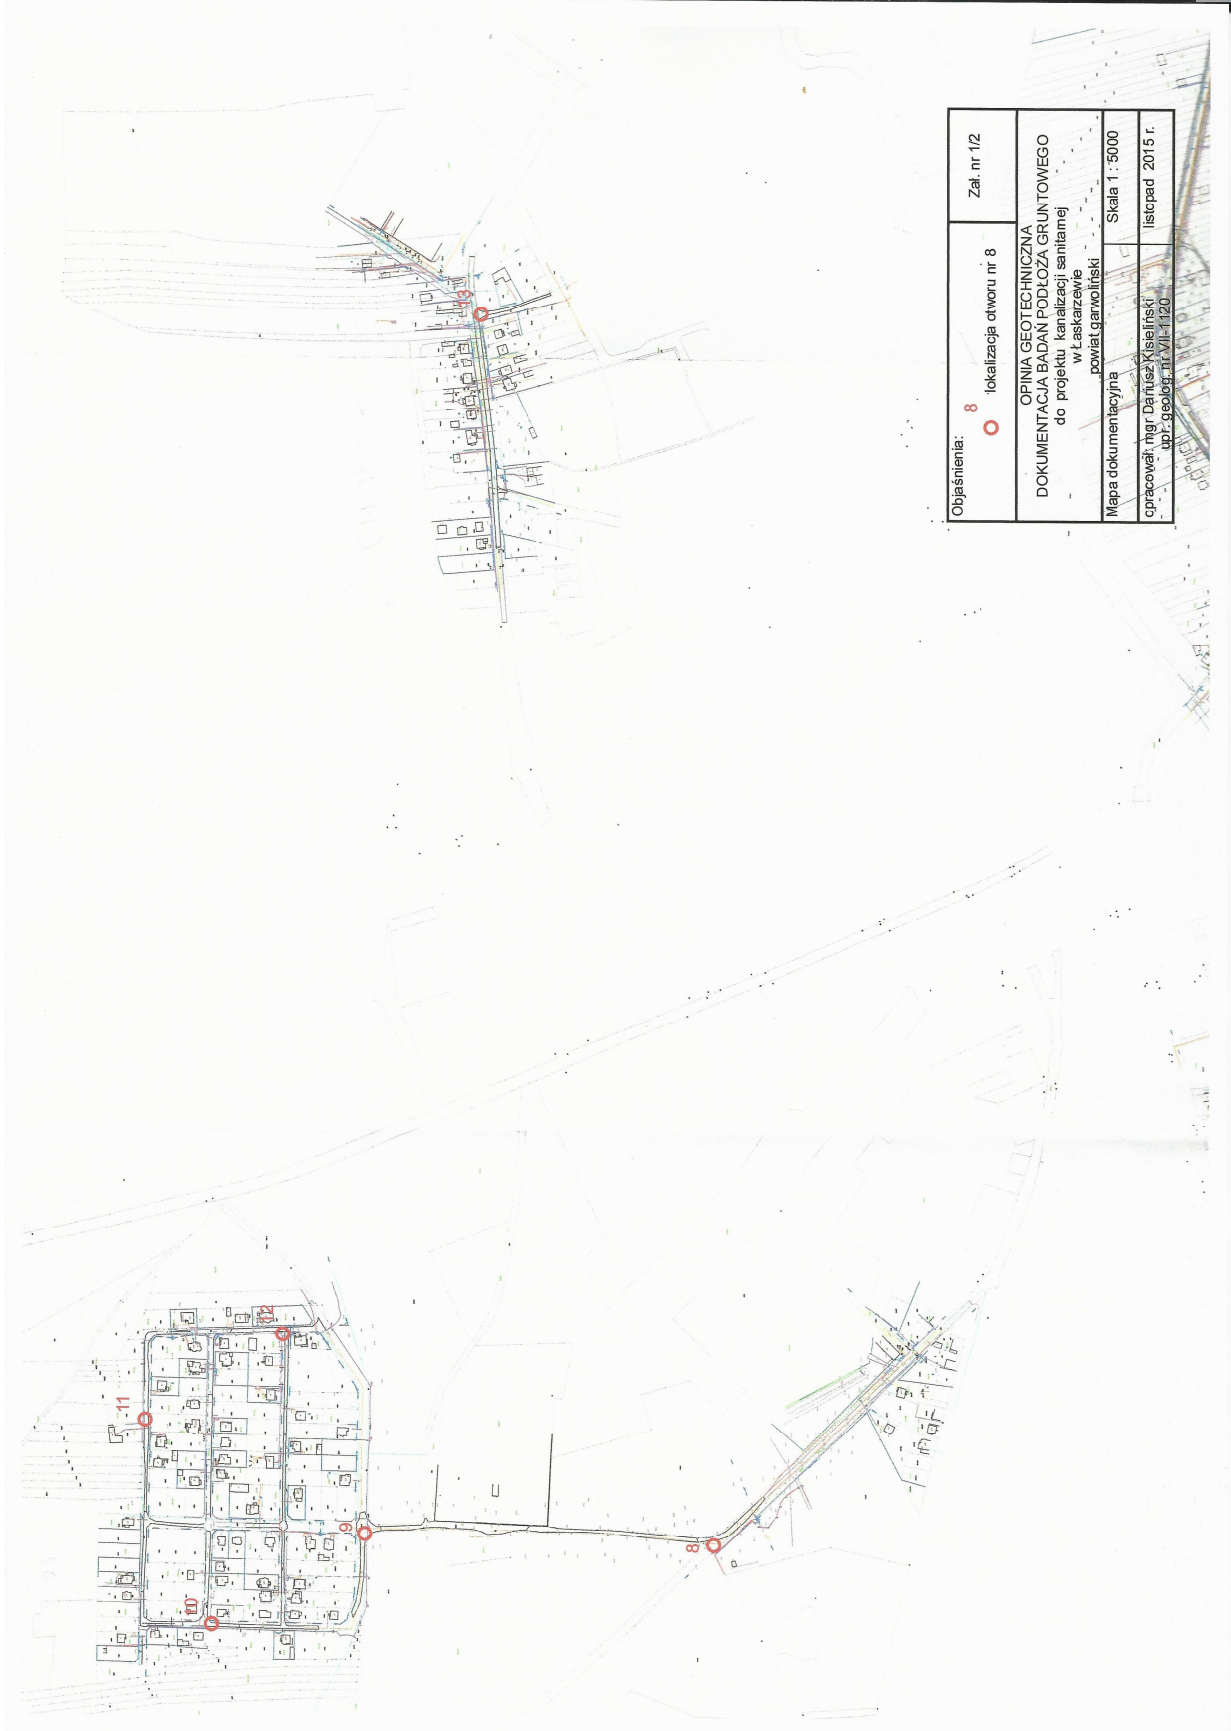 11
12
10
9
8
13
Objaśnienia:
8
lokalizacja otworu nr 8
Zał. nr 1/2
OPINIA GEOTECHNICZNA
DOKUMENTACJA BADAŃ PODŁOŻA GRUNTOWEGO
do projektu kanalizacji sanitarnej
w Łaskarzewie
powiat garwoliński
Mapa dokumentacyjna
Skala 1 : 5000
opracował: mgr Dariusz Kisieliński
upr. geolog. nr VII-1120
listopad 2015 r.